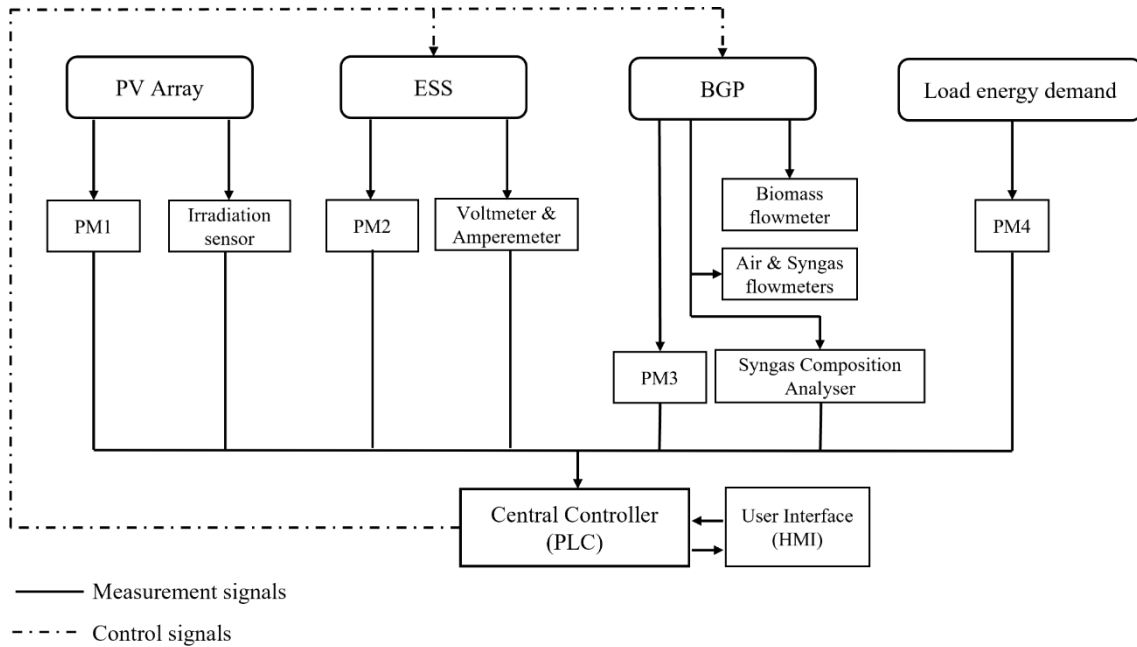 PV Array
ESS
BGP
Load energy demand
PM1
Irradiation
sensor
PM2
Voltmeter &
Amperemeter
Biomass
flowmeter
PM4
Air & Syngas
flowmeters
PM3
Syngas Composition
Analyser
Central Controller
(PLC)
User Interface
(HMI)
Measurement signals
Control signals